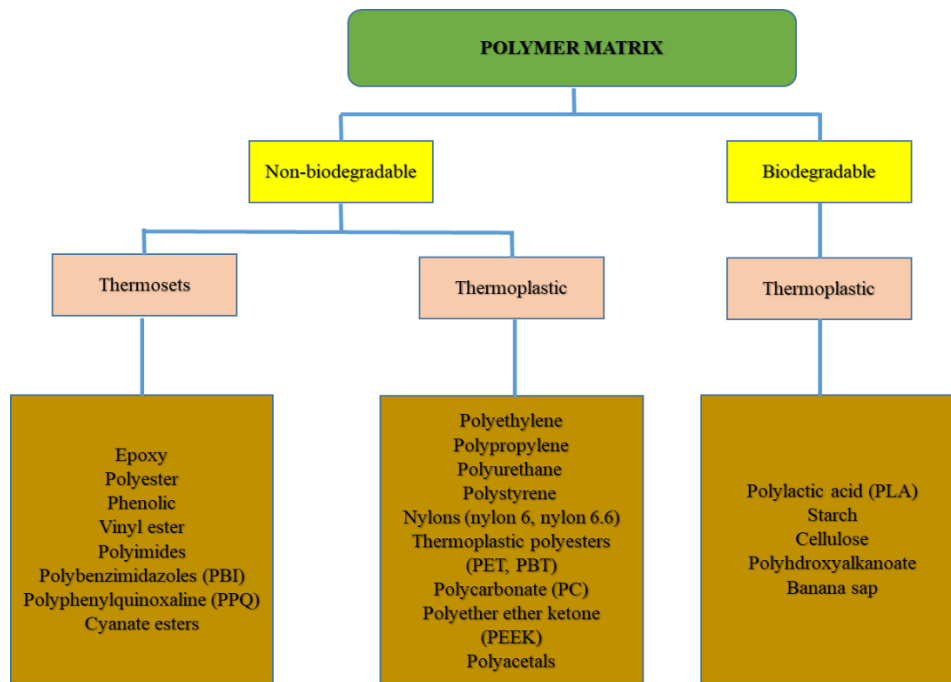 POLYMER MATRIX
Non-biodegradable
Biodegradable
Thermosets
Thermoplastic
Thermoplastic
Epoxy
Polyester
Phenolic
Vinyl ester
Polyimides
Polybenzimidazoles (PBI)
Polyphenylquinoxaline (PPQ)
Cyanate esters
Polyethylene
Polypropylene
Polyurethane
Polystyrene
Nylons (nylon 6, nylon 6.6)
Thermoplastic polyesters
(PET, PBT)
Polycarbonate (PC)
Polyether ether ketone
(PEEK)
Polyacetals
Polylactic acid (PLA)
Starch
Cellulose
Polyhdroxyalkanoate
Banana sap